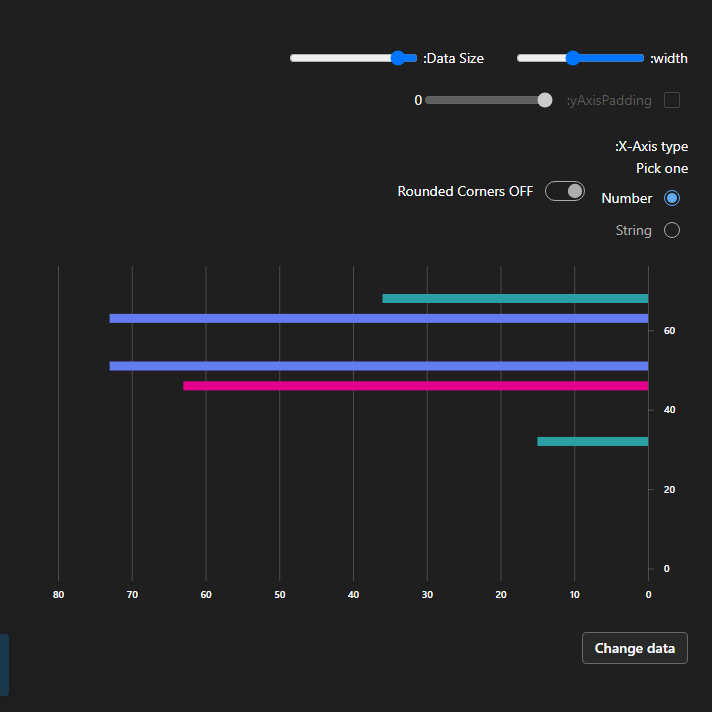 width:
Data Size:
yAxisPadding:
0
X-Axis type:
Pick one
Number
String
Rounded Corners OFF
60
40
20
0
80 70 60 50 40 30 20 10 0
Change data